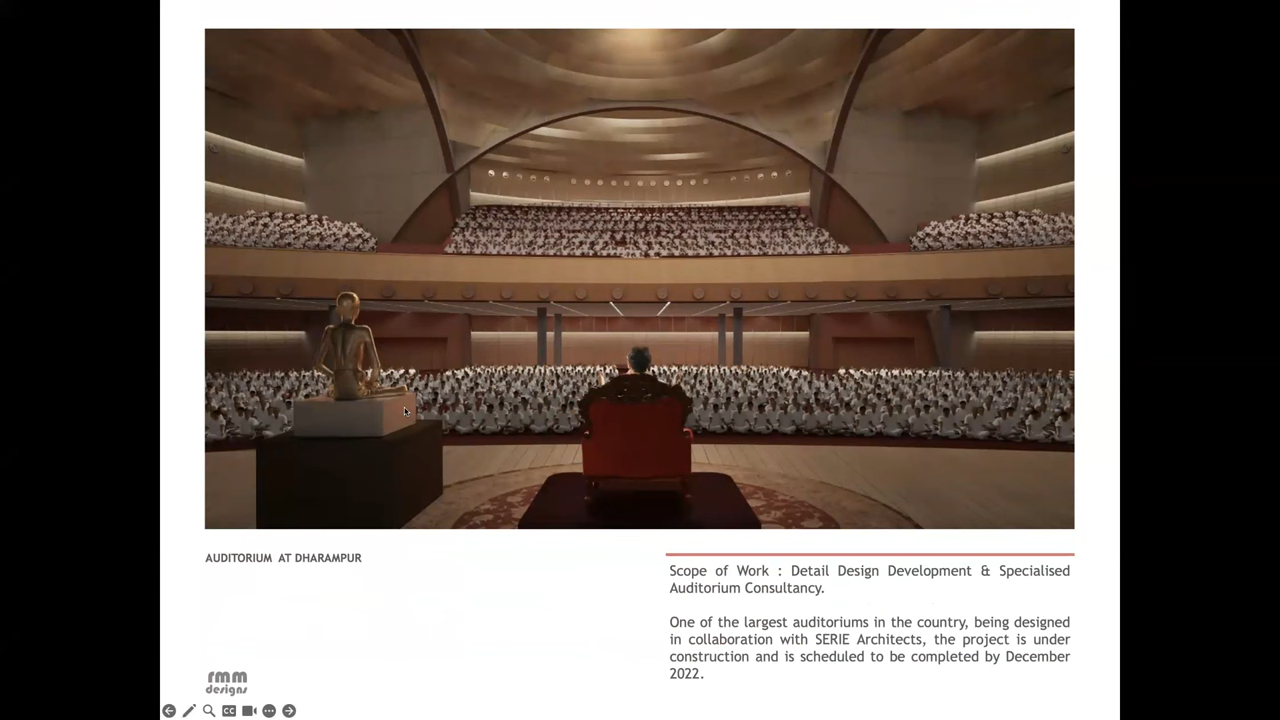 AUDITORIUM AT DHARAMPUR
Scope of Work : Detail Design Development & Specialised
Auditorium Consultancy.
One of the largest auditoriums in the country, being designed
in collaboration with SERIE Architects, the project is under
construction and is scheduled to be completed by December
2022.
rmm
designs
CC